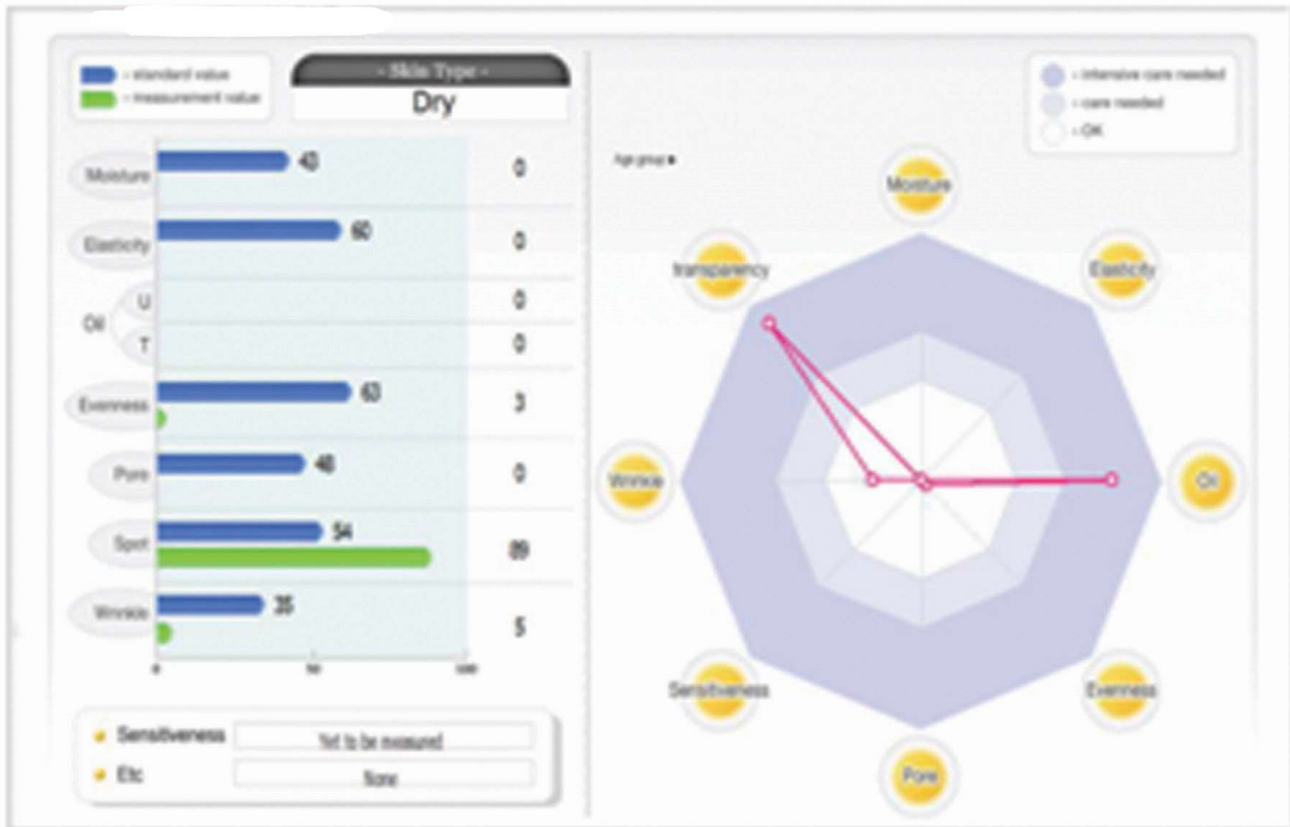 - standard value
- measurement value
- Skin Type -
Dry
Moisture 43 0
Elasticity 60 0
Oil
U 0
T 0
Evenness 63 3
Pore 48 0
Spot 54 89
Wrinkle 35 5
0 50 100
Sensitiveness Yet to be measured
Etc None
- intensive care needed
- care needed
- OK
Age group
Moisture
transparency
Elasticity
Wrinkle
Oil
Sensitiveness
Evenness
Pore